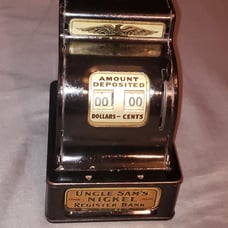 AMOUNT
DEPOSITED
00 00
DOLLARS - CENTS
UNCLE SAM'S
NICKEL
REGISTER BANK